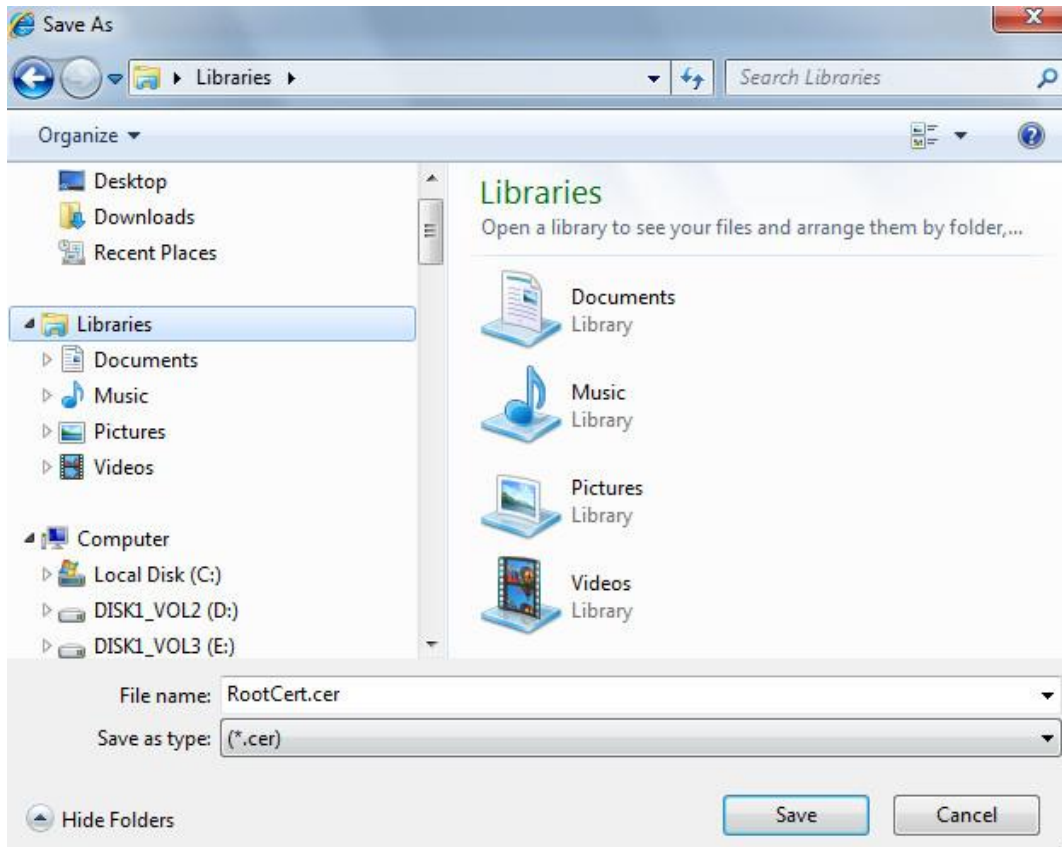 Save As
Libraries
Search Libraries
Organize
Desktop
Downloads
Recent Places
Libraries
Documents
Music
Pictures
Videos
Computer
Local Disk (C:)
DISK1_VOL2 (D:)
DISK1_VOL3 (E:)
Libraries
Open a library to see your files and arrange them by folder,...
Documents
Library
Music
Library
Pictures
Library
Videos
Library
File name: RootCert.cer
Save as type: (*.cer)
Hide Folders
Save
Cancel